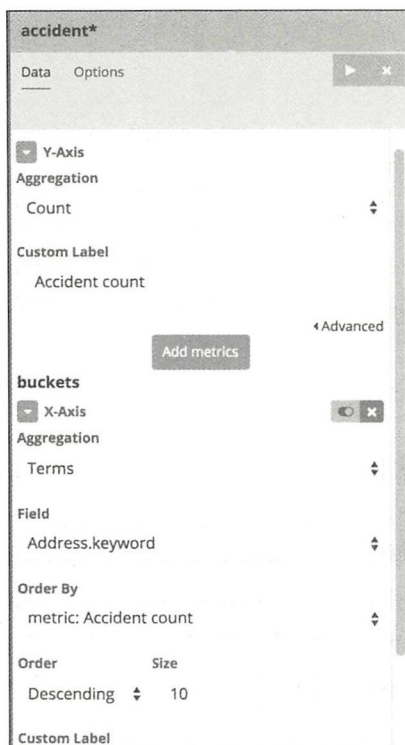 accident*
Data Options
Y-Axis
Aggregation
Count
Custom Label
Accident count
Advanced
Add metrics
buckets
X-Axis
Aggregation
Terms
Field
Address.keyword
Order By
metric: Accident count
Order Size
Descending 10
Custom Label